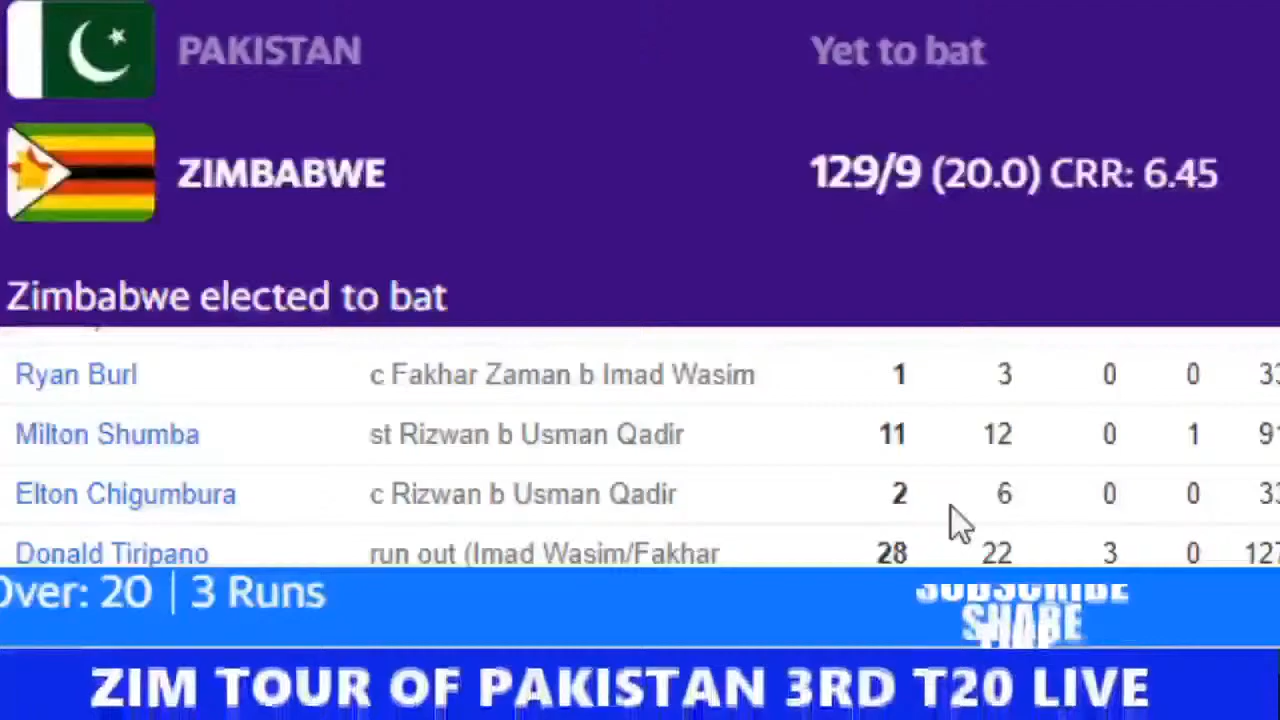 PAKISTAN Yet to bat
ZIMBABWE 129/9 (20.0) CRR: 6.45
Zimbabwe elected to bat
Ryan Burl c Fakhar Zaman b Imad Wasim 1 3 0 0
Milton Shumba st Rizwan b Usman Qadir 11 12 0 1
Elton Chigumbura c Rizwan b Usman Qadir 2 6 0 0
Donald Tiripano run out (Imad Wasim/Fakhar 28 22 3 0 127
Over: 20 | 3 Runs
SUBSCRIBE
SHARE
ZIM TOUR OF PAKISTAN 3RD T20 LIVE